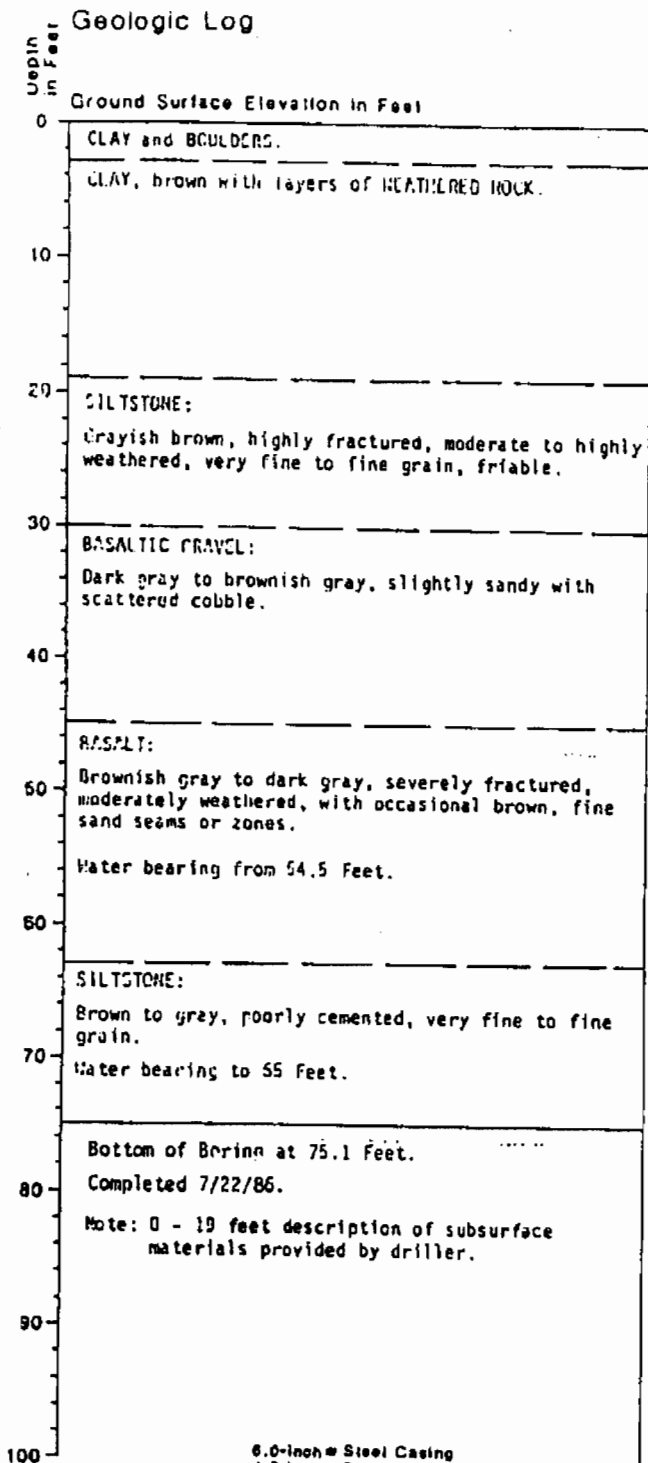 Geologic Log
Depth
in Feet
Ground Surface Elevation in Feet
0
CLAY and BOULDERS.
CLAY, brown with layers of WEATHERED ROCK.
10
20
SILTSTONE:
Grayish brown, highly fractured, moderate to highly
weathered, very fine to fine grain, friable.
30
BASALTIC GRAVEL:
Dark gray to brownish gray, slightly sandy with
scattered cobble.
40
BASALT:
50
Brownish gray to dark gray, severely fractured,
moderately weathered, with occasional brown, fine
sand seams or zones.
Water bearing from 54.5 Feet.
60
SILTSTONE:
Brown to gray, poorly cemented, very fine to fine
grain.
70
Water bearing to Feet.
Bottom of Boring at 75.1 Feet.
80
Completed 7/22/86.
Note: 0 - 19 feet description of subsurface
materials provided by driller.
90
100
6.0-inch Steel Casing